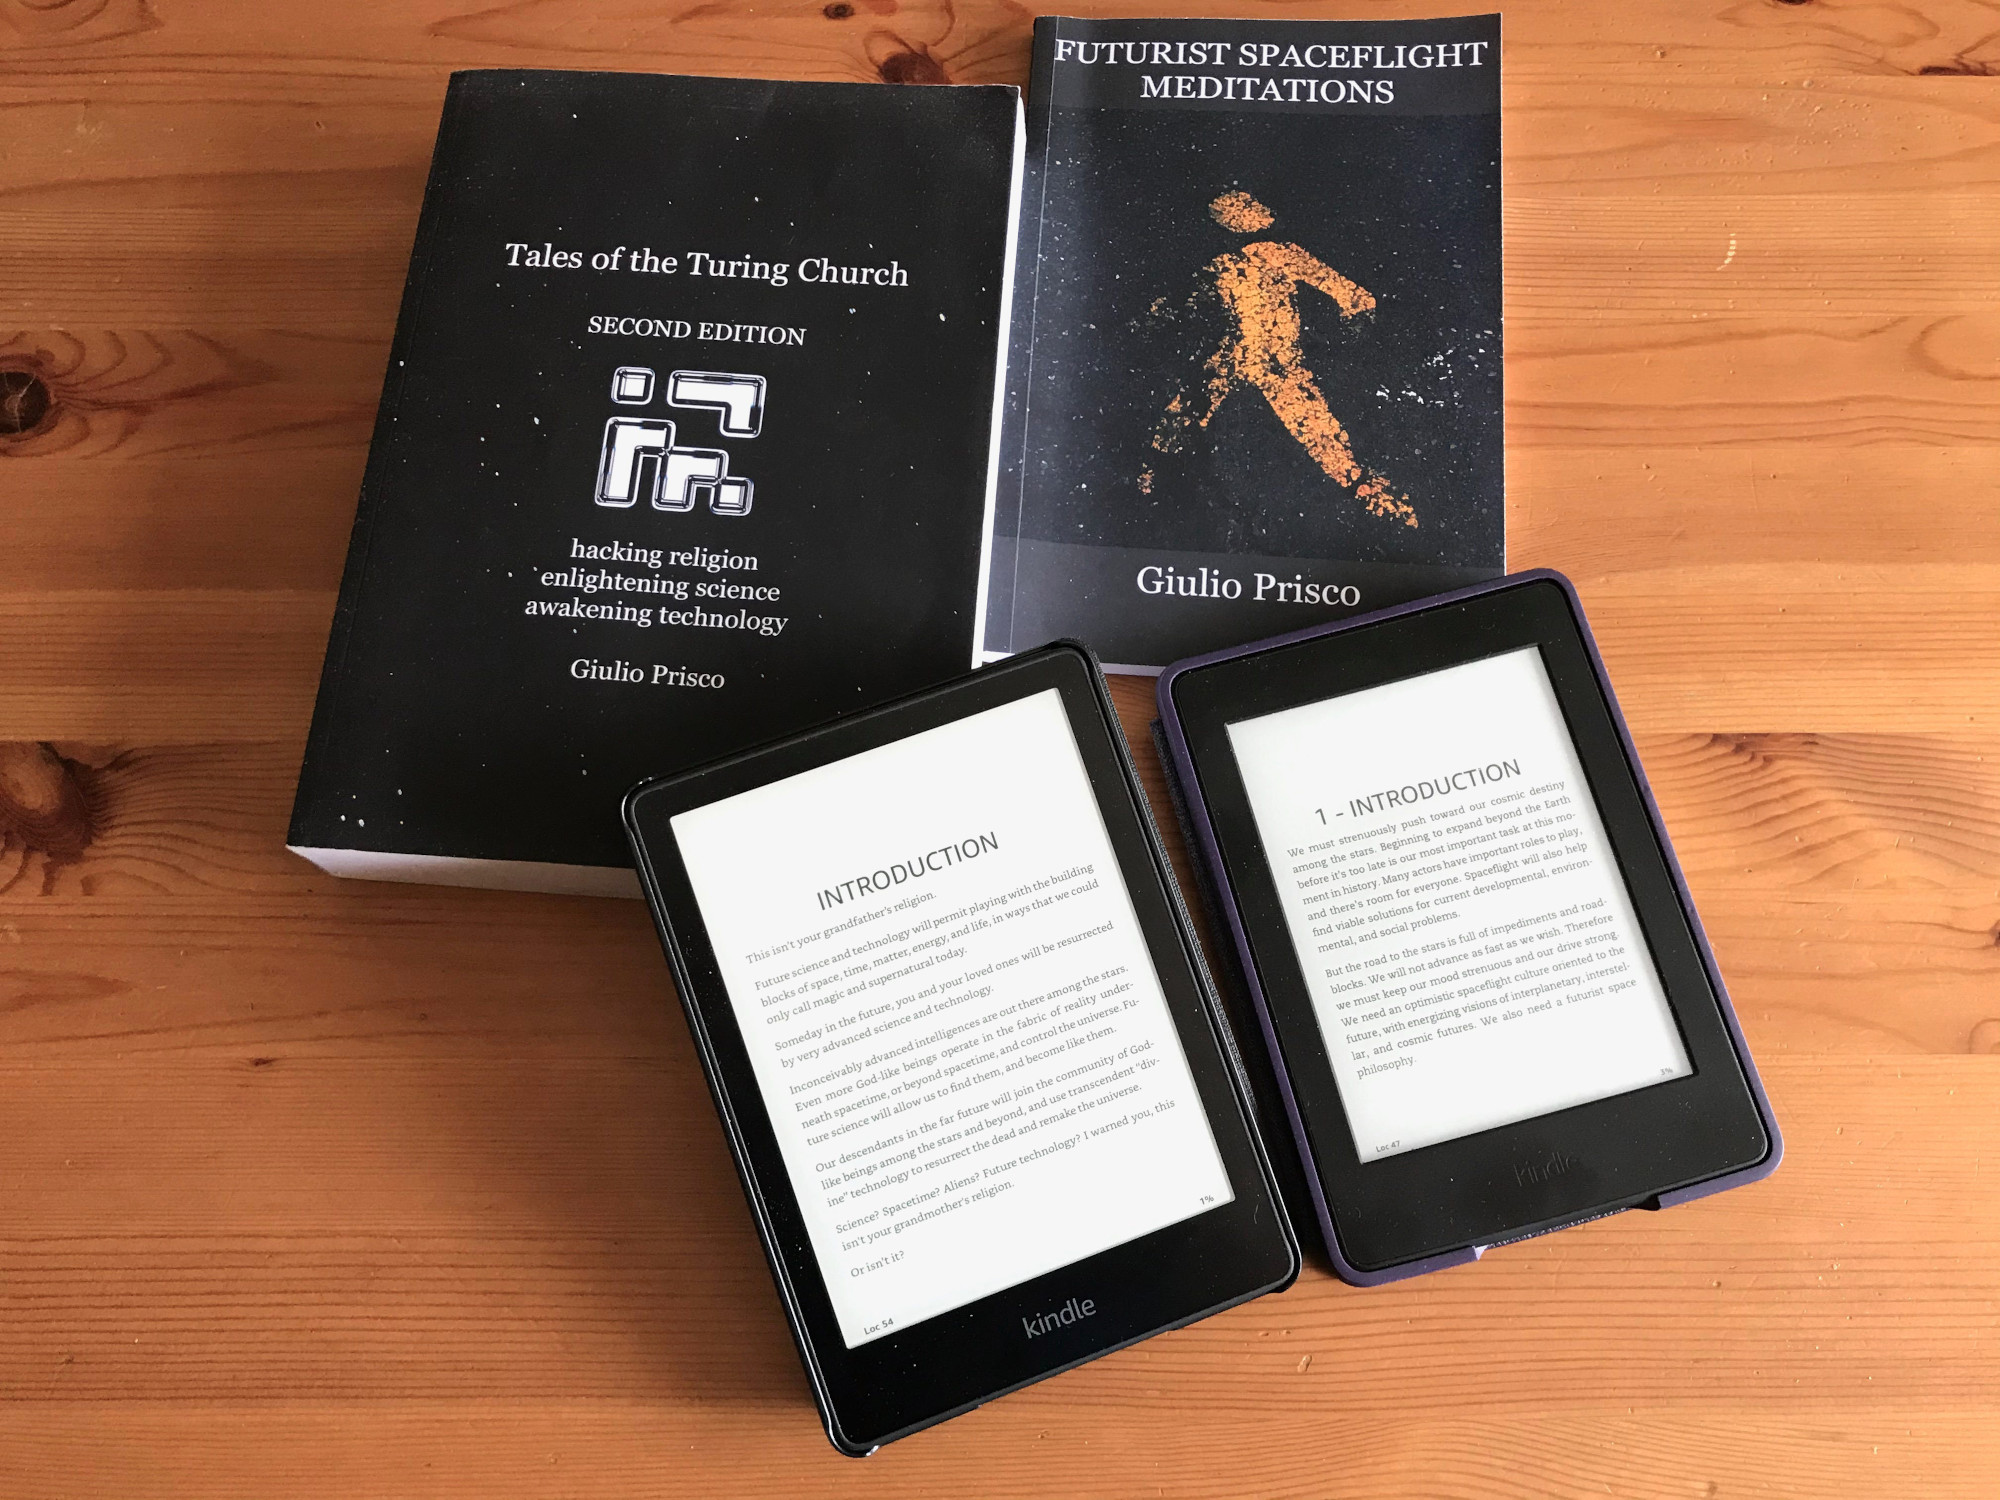 Tales of the Turing Church
SECOND EDITION
hacking religion
enlightening science
awakening technology
Giulio Prisco
FUTURIST SPACEFLIGHT
MEDITATIONS
Giulio Prisco
INTRODUCTION
This isn't your grandfather's religion.
Future science and technology will permit playing with the building
blocks of space, time, matter, energy, and life, in ways that we could
only call magic and supernatural today.
Someday in the future, you and your loved ones will be resurrected
by very advanced science and technology.
Inconceivably advanced intelligences are out there among the stars.
Even more God-like beings operate in the fabric of reality under-
neath spacetime, or beyond spacetime, and control the universe. Fu-
ture science will allow us to find them, and become like them.
Our descendants in the far future will join the community of God-
like beings among the stars and beyond, and use transcendent "div-
ine" technology to resurrect the dead and remake the universe.
Science? Spacetime? Aliens? Future technology? I warned you, this
isn't your grandmother's religion.
Or isn't it?
Loc 54
1%
kindle
1 - INTRODUCTION
We must strenuously push toward our cosmic destiny
among the stars. Beginning to expand beyond the Earth
before it's too late is our most important task at this mo-
ment in history. Many actors have important roles to play,
and there's room for everyone. Spaceflight will also help
find viable solutions for current developmental, environ-
mental, and social problems.
But the road to the stars is full of impediments and road-
blocks. We will not advance as fast as we wish. Therefore
we must keep our mood strenuous and our drive strong.
We need an optimistic spaceflight culture oriented to the
future, with energizing visions of interplanetary, interstel-
lar, and cosmic futures. We also need a futurist space
philosophy.
Loc 47
3%
kindle